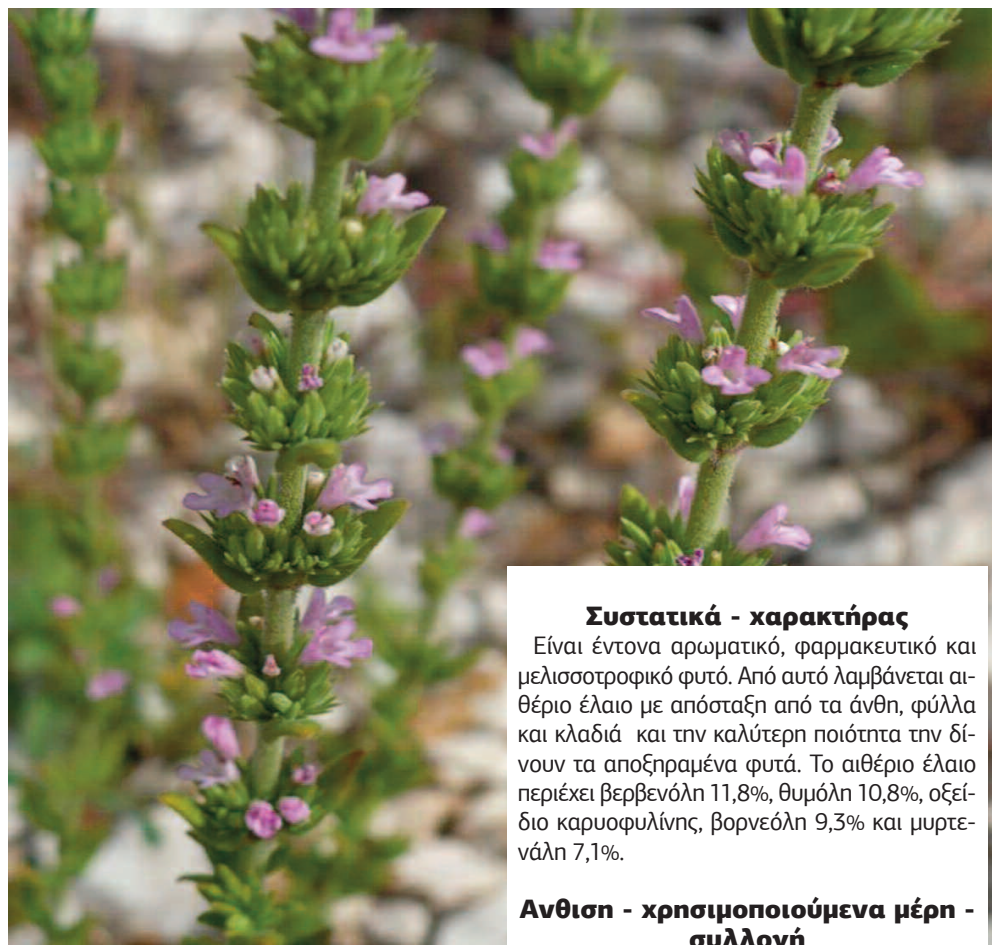 Συστατικά - χαρακτήρας
Είναι έντονα αρωματικό, φαρμακευτικό και
μελισσοτροφικό φυτό. Από αυτό λαμβάνεται αι-
θέριο έλαιο με απόσταξη από τα άνθη, φύλλα
και κλαδιά και την καλύτερη ποιότητα την δί-
νουν τα αποξηραμένα φυτά. Το αιθέριο έλαιο
περιέχει βερβενόλη 11,8%, θυμόλη 10,8%, οξεί-
διο καρυοφυλίνης, βορνεόλη 9,3% και μυρτε-
νάλη 7,1%.
Ανθιση - χρησιμοποιούμενα μέρη -
συλλογή